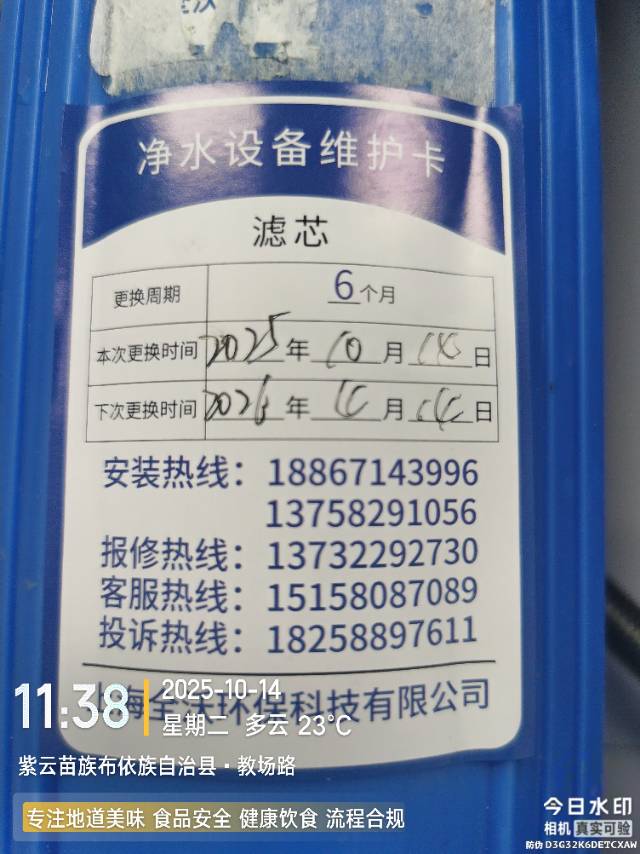 净水设备维护卡
滤芯
更换周期 6个月
本次更换时间 2025年10月14日
下次更换时间 2026年 月14日
安装热线：18867143996
13758291056
报修热线：13732292730
客服热线：15158087089
投诉热线：18258897611
上海全沃环保科技有限公司
11:38
2025-10-14
星期二 多云 23°C
紫云苗族布依族自治县·教场路
专注地道美味 食品安全 健康饮食 流程合规
今日水印
相机 真实可验
防伪 D3G32K6DETCXAW